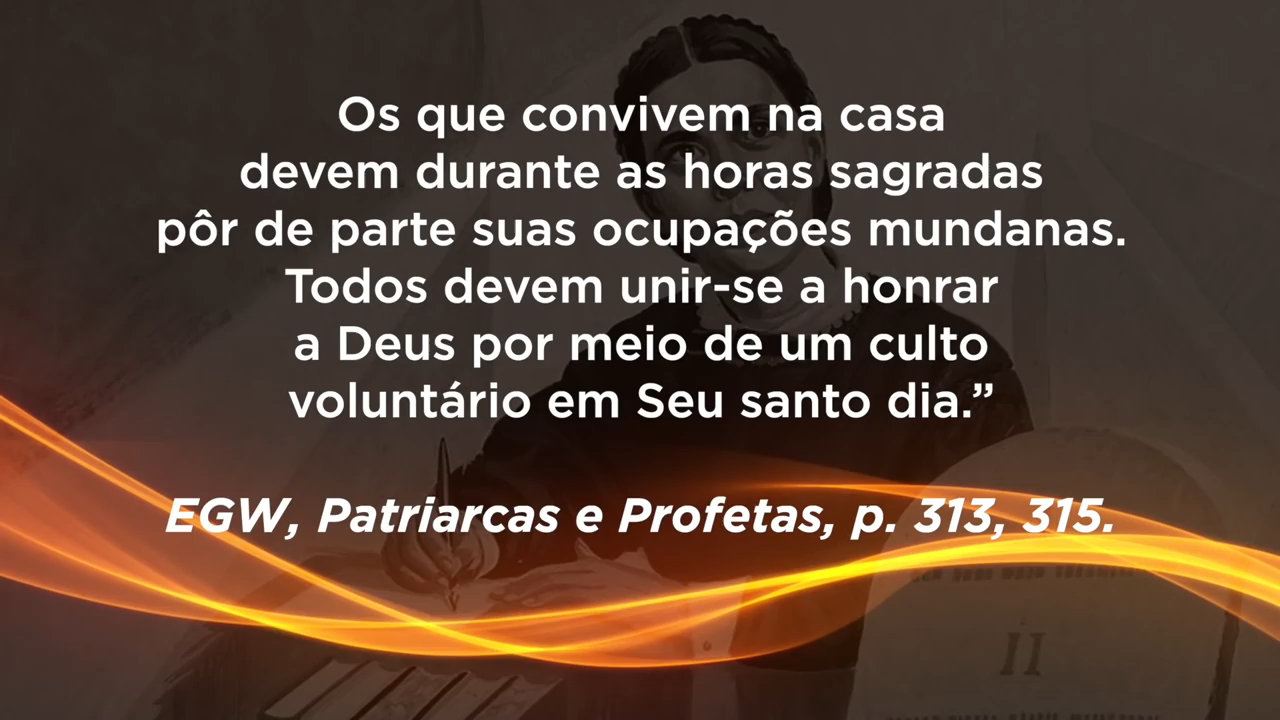 Os que convivem na casa
devem durante as horas sagradas
pôr de parte suas ocupações mundanas.
Todos devem unir-se a honrar
a Deus por meio de um culto
voluntário em Seu santo dia.”
EGW, Patriarcas e Profetas, p. 313, 315.
II